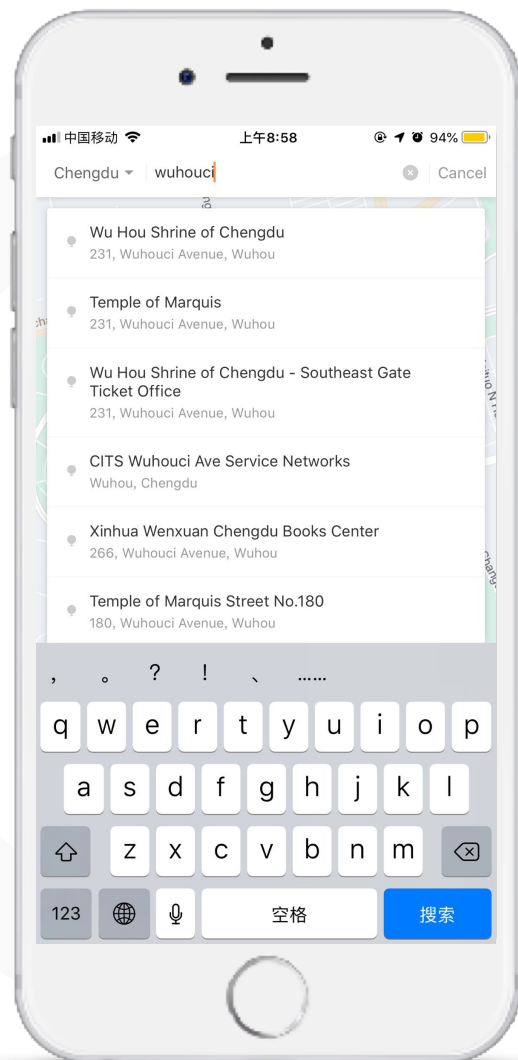 中国移动 上午8:58 94%
Chengdu wuhouci Cancel
Wu Hou Shrine of Chengdu
231, Wuhouci Avenue, Wuhou
Temple of Marquis
231, Wuhouci Avenue, Wuhou
Wu Hou Shrine of Chengdu - Southeast Gate
Ticket Office
231, Wuhouci Avenue, Wuhou
CITS Wuhouci Ave Service Networks
Wuhou, Chengdu
Xinhua Wenxuan Chengdu Books Center
266, Wuhouci Avenue, Wuhou
Temple of Marquis Street No.180
180, Wuhouci Avenue, Wuhou
， 。 ? ! 、 ……
q w e r t y u i o p
a s d f g h j k l
z x c v b n m
123 空格 搜索